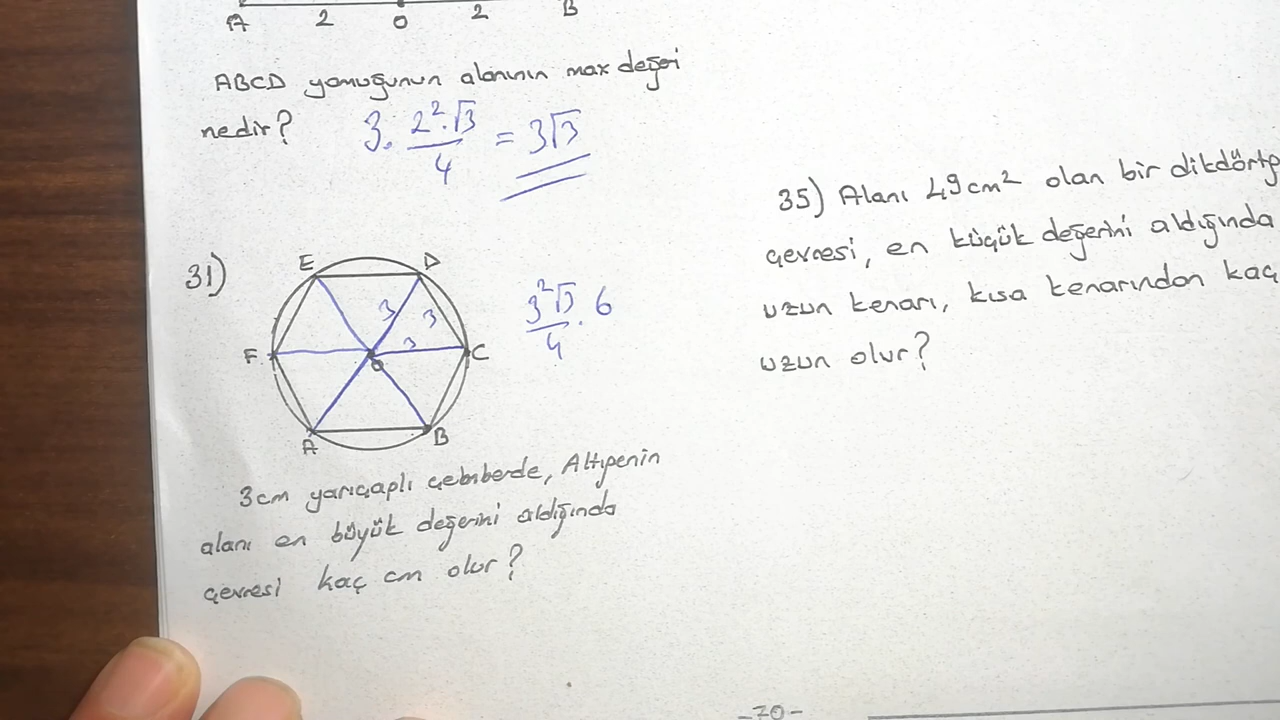 A 2 O 2 B
ABCD yamuğunun alanının max değeri
nedir? 3. 2².√3 / 4 = 3√3
31)
E D
3 3
F O 3 C
A B
3²√3 / 4 . 6
3cm yarıçaplı çemberde, Altıgenin
alanı en büyük değerini aldığında
çevresi kaç cm olur?
35) Alanı 49cm² olan bir dikdörtg
çevresi, en küçük değerini aldığında
uzun kenarı, kısa kenarından kaç
uzun olur?
-70-